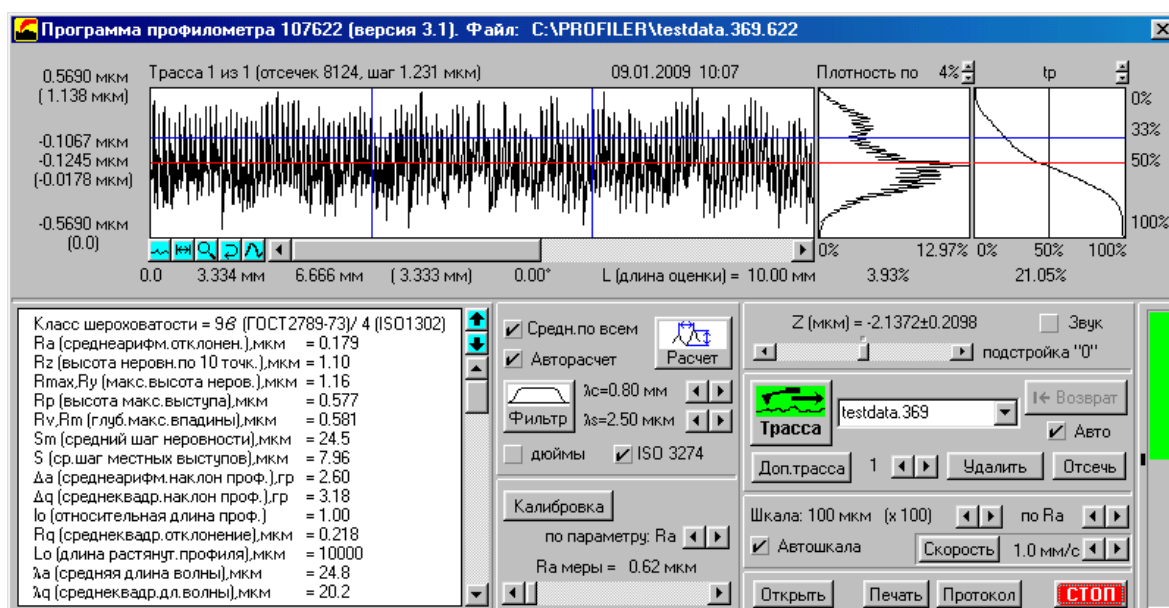 Программа профилометра 107622 (версия 3.1). Файл: C:\PROFILER\testdata.369.622
0.5690 мкм Трасса 1 из 1 (отсечек 8124, шаг 1.231 мкм) 09.01.2009 10:07 Плотность по 4% tp
( 1.138 мкм) 0%
-0.1067 мкм 33%
-0.1245 мкм 50%
(-0.0178 мкм)
-0.5690 мкм 100%
(0.0) 0% 12.97% 0% 50% 100%
0.0 3.334 мм 6.666 мм ( 3.333 мм) 0.00° L (длина оценки) = 10.00 мм 3.93% 21.05%
Класс шероховатости = 9в (ГОСТ2789-73)/ 4 (ISO1302)
Ra (среднеарифм.отклонен.),мкм = 0.179
Rz (высота неровн.по 10 точк.),мкм = 1.10
Rmax,Ry (макс.высота неров.),мкм = 1.16
Rp (высота макс.выступа),мкм = 0.577
Rv,Rm (глуб.макс.впадины),мкм = 0.581
Sm (средний шаг неровности),мкм = 24.5
S (ср.шаг местных выступов),мкм = 7.96
Δa (среднеарифм.наклон проф.),гр = 2.60
Δq (среднеквадр.наклон проф.),гр = 3.18
lo (относительная длина проф.) = 1.00
Rq (среднеквадр.отклонение),мкм = 0.218
Lo (длина растянут.профиля),мкм = 10000
λa (средняя длина волны),мкм = 24.8
λq (среднеквадр.дл.волны),мкм = 20.2
Средн.по всем
Авторасчет Расчет
Фильтр λc=0.80 мм
λs=2.50 мкм
дюймы ISO 3274
Калибровка
по параметру: Ra
Ra меры = 0.62 мкм
Z (мкм) = -2.1372±0.2098 Звук
подстройка "0"
Трасса testdata.369 Возврат
Авто
Доп.трасса 1 Удалить Отсечь
Шкала: 100 мкм (x 100) по Ra
Автошкала Скорость 1.0 мм/с
Открыть Печать Протокол СТОП